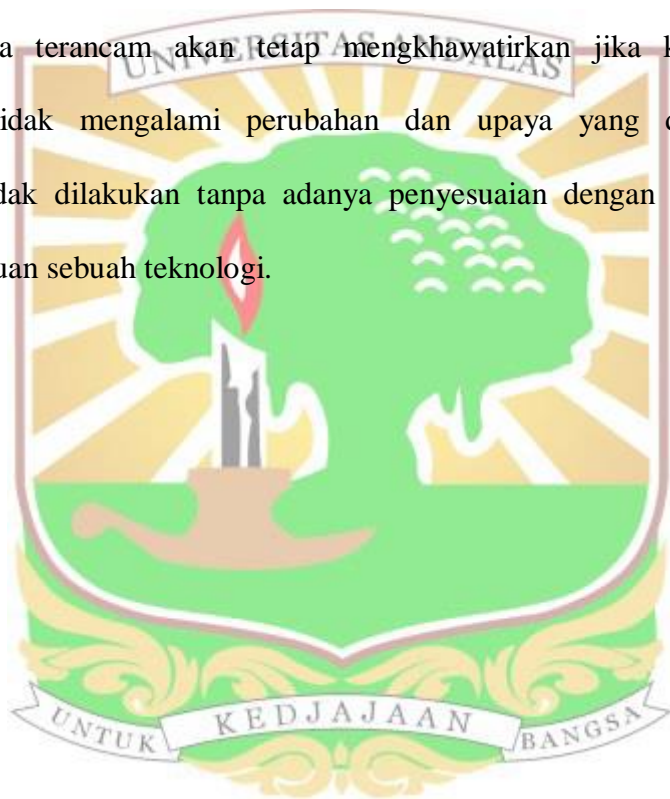 a terancam akan tetap mengkhawatirkan jika k
UNIVERSITAS ANDALAS
idak mengalami perubahan dan upaya yang d
dak dilakukan tanpa adanya penyesuaian dengan
uan sebuah teknologi.
UNTUK KEDJAJAAN BANGSA